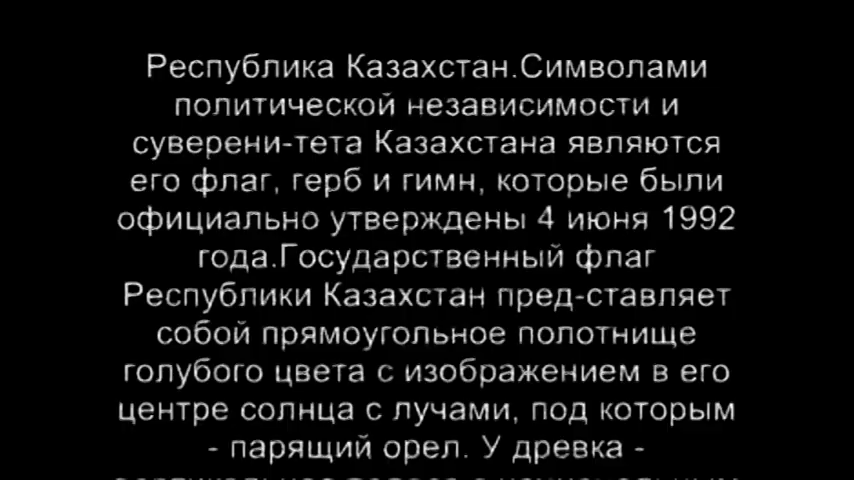 Республика Казахстан.Символами
политической независимости и
суверени-тета Казахстана являются
его флаг, герб и гимн, которые были
официально утверждены 4 июня 1992
года.Государственный флаг
Республики Казахстан пред-ставляет
собой прямоугольное полотнище
голубого цвета с изображением в его
центре солнца с лучами, под которым
- парящий орел. У древка -